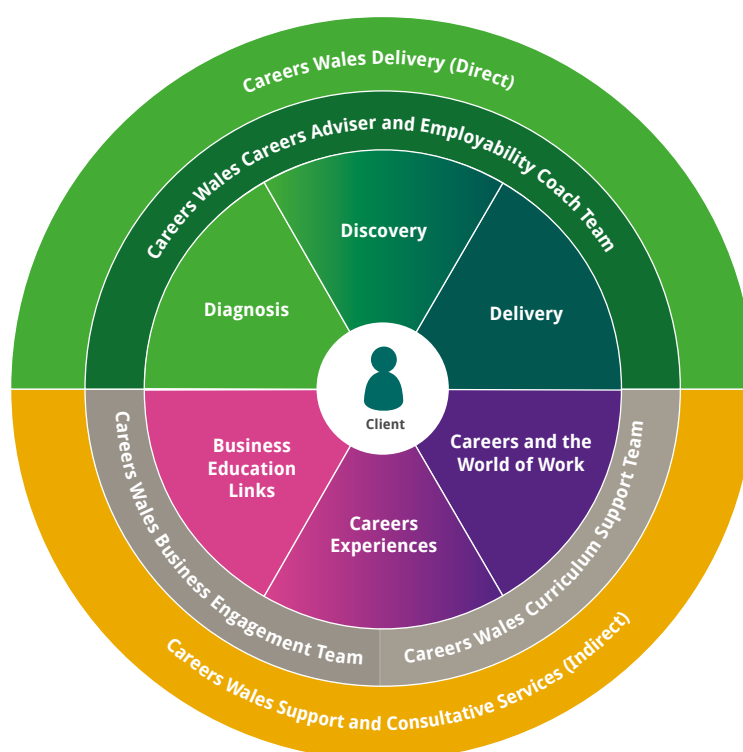 Careers Wales Delivery (Direct)
Careers Wales Careers Adviser and Employability Coach Team
Discovery
Diagnosis
Delivery
Client
Business
Education
Links
Careers and the
World of Work
Careers
Experiences
Careers Wales Business Engagement Team
Careers Wales Curriculum Support Team
Careers Wales Support and Consultative Services (Indirect)